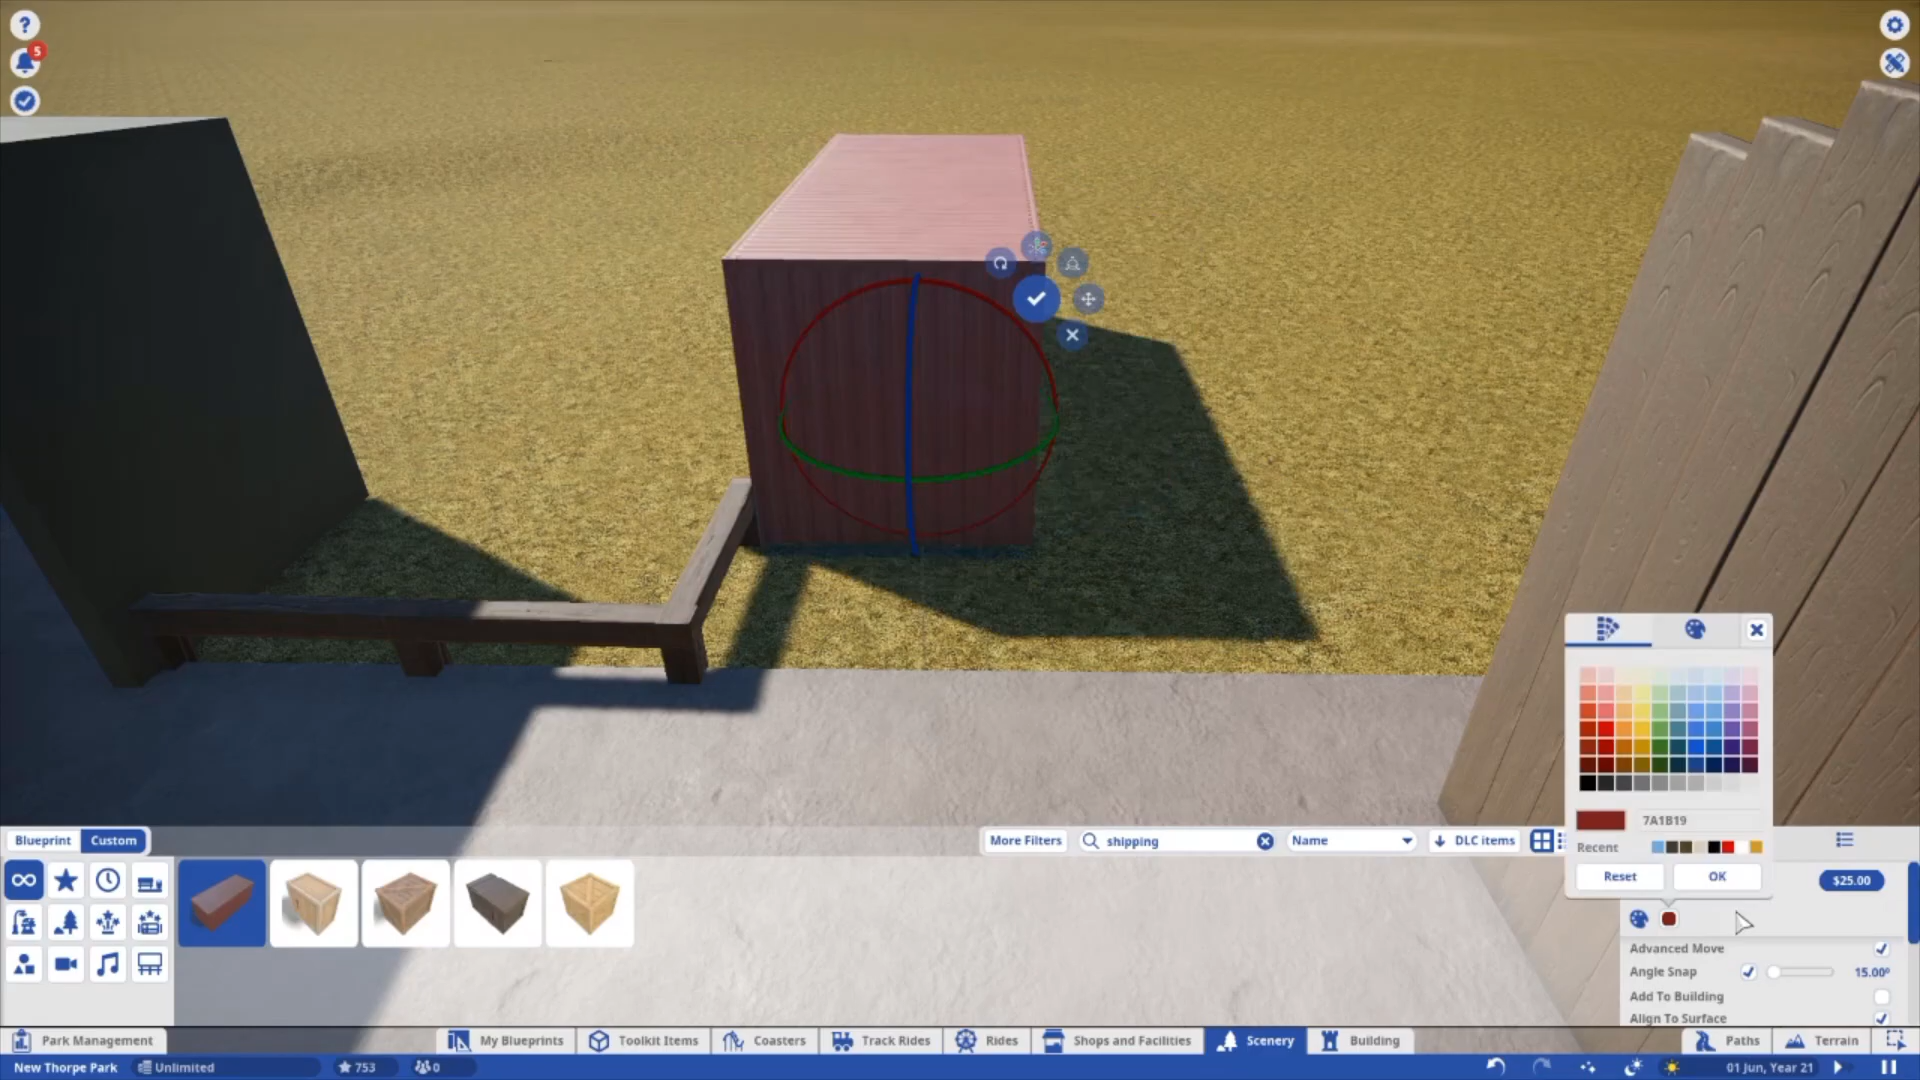 ?
5
7A1B19
Recent
Reset
OK
Blueprint
Custom
More Filters
shipping
Name
DLC items
$25.00
Advanced Move
Angle Snap
15.00°
Add To Building
Align To Surface
Park Management
My Blueprints
Toolkit Items
Coasters
Track Rides
Rides
Shops and Facilities
Scenery
Building
Paths
Terrain
New Thorpe Park
Unlimited
753
0
01 Jun, Year 21